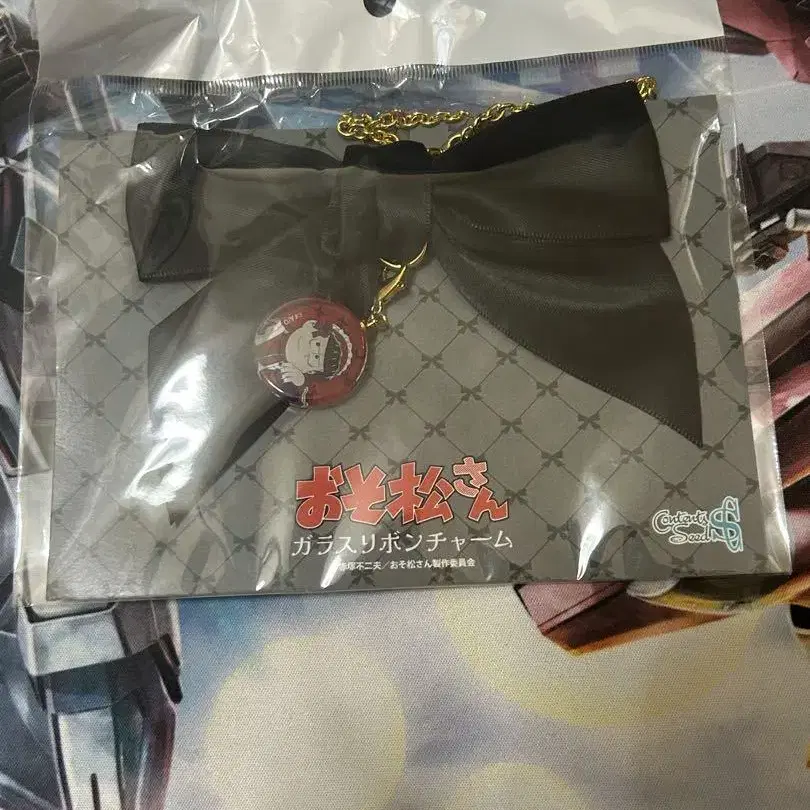 おそ松さん
ガラスリボンチャーム
赤塚不二夫／おそ松さん製作委員会
Contents
Seed